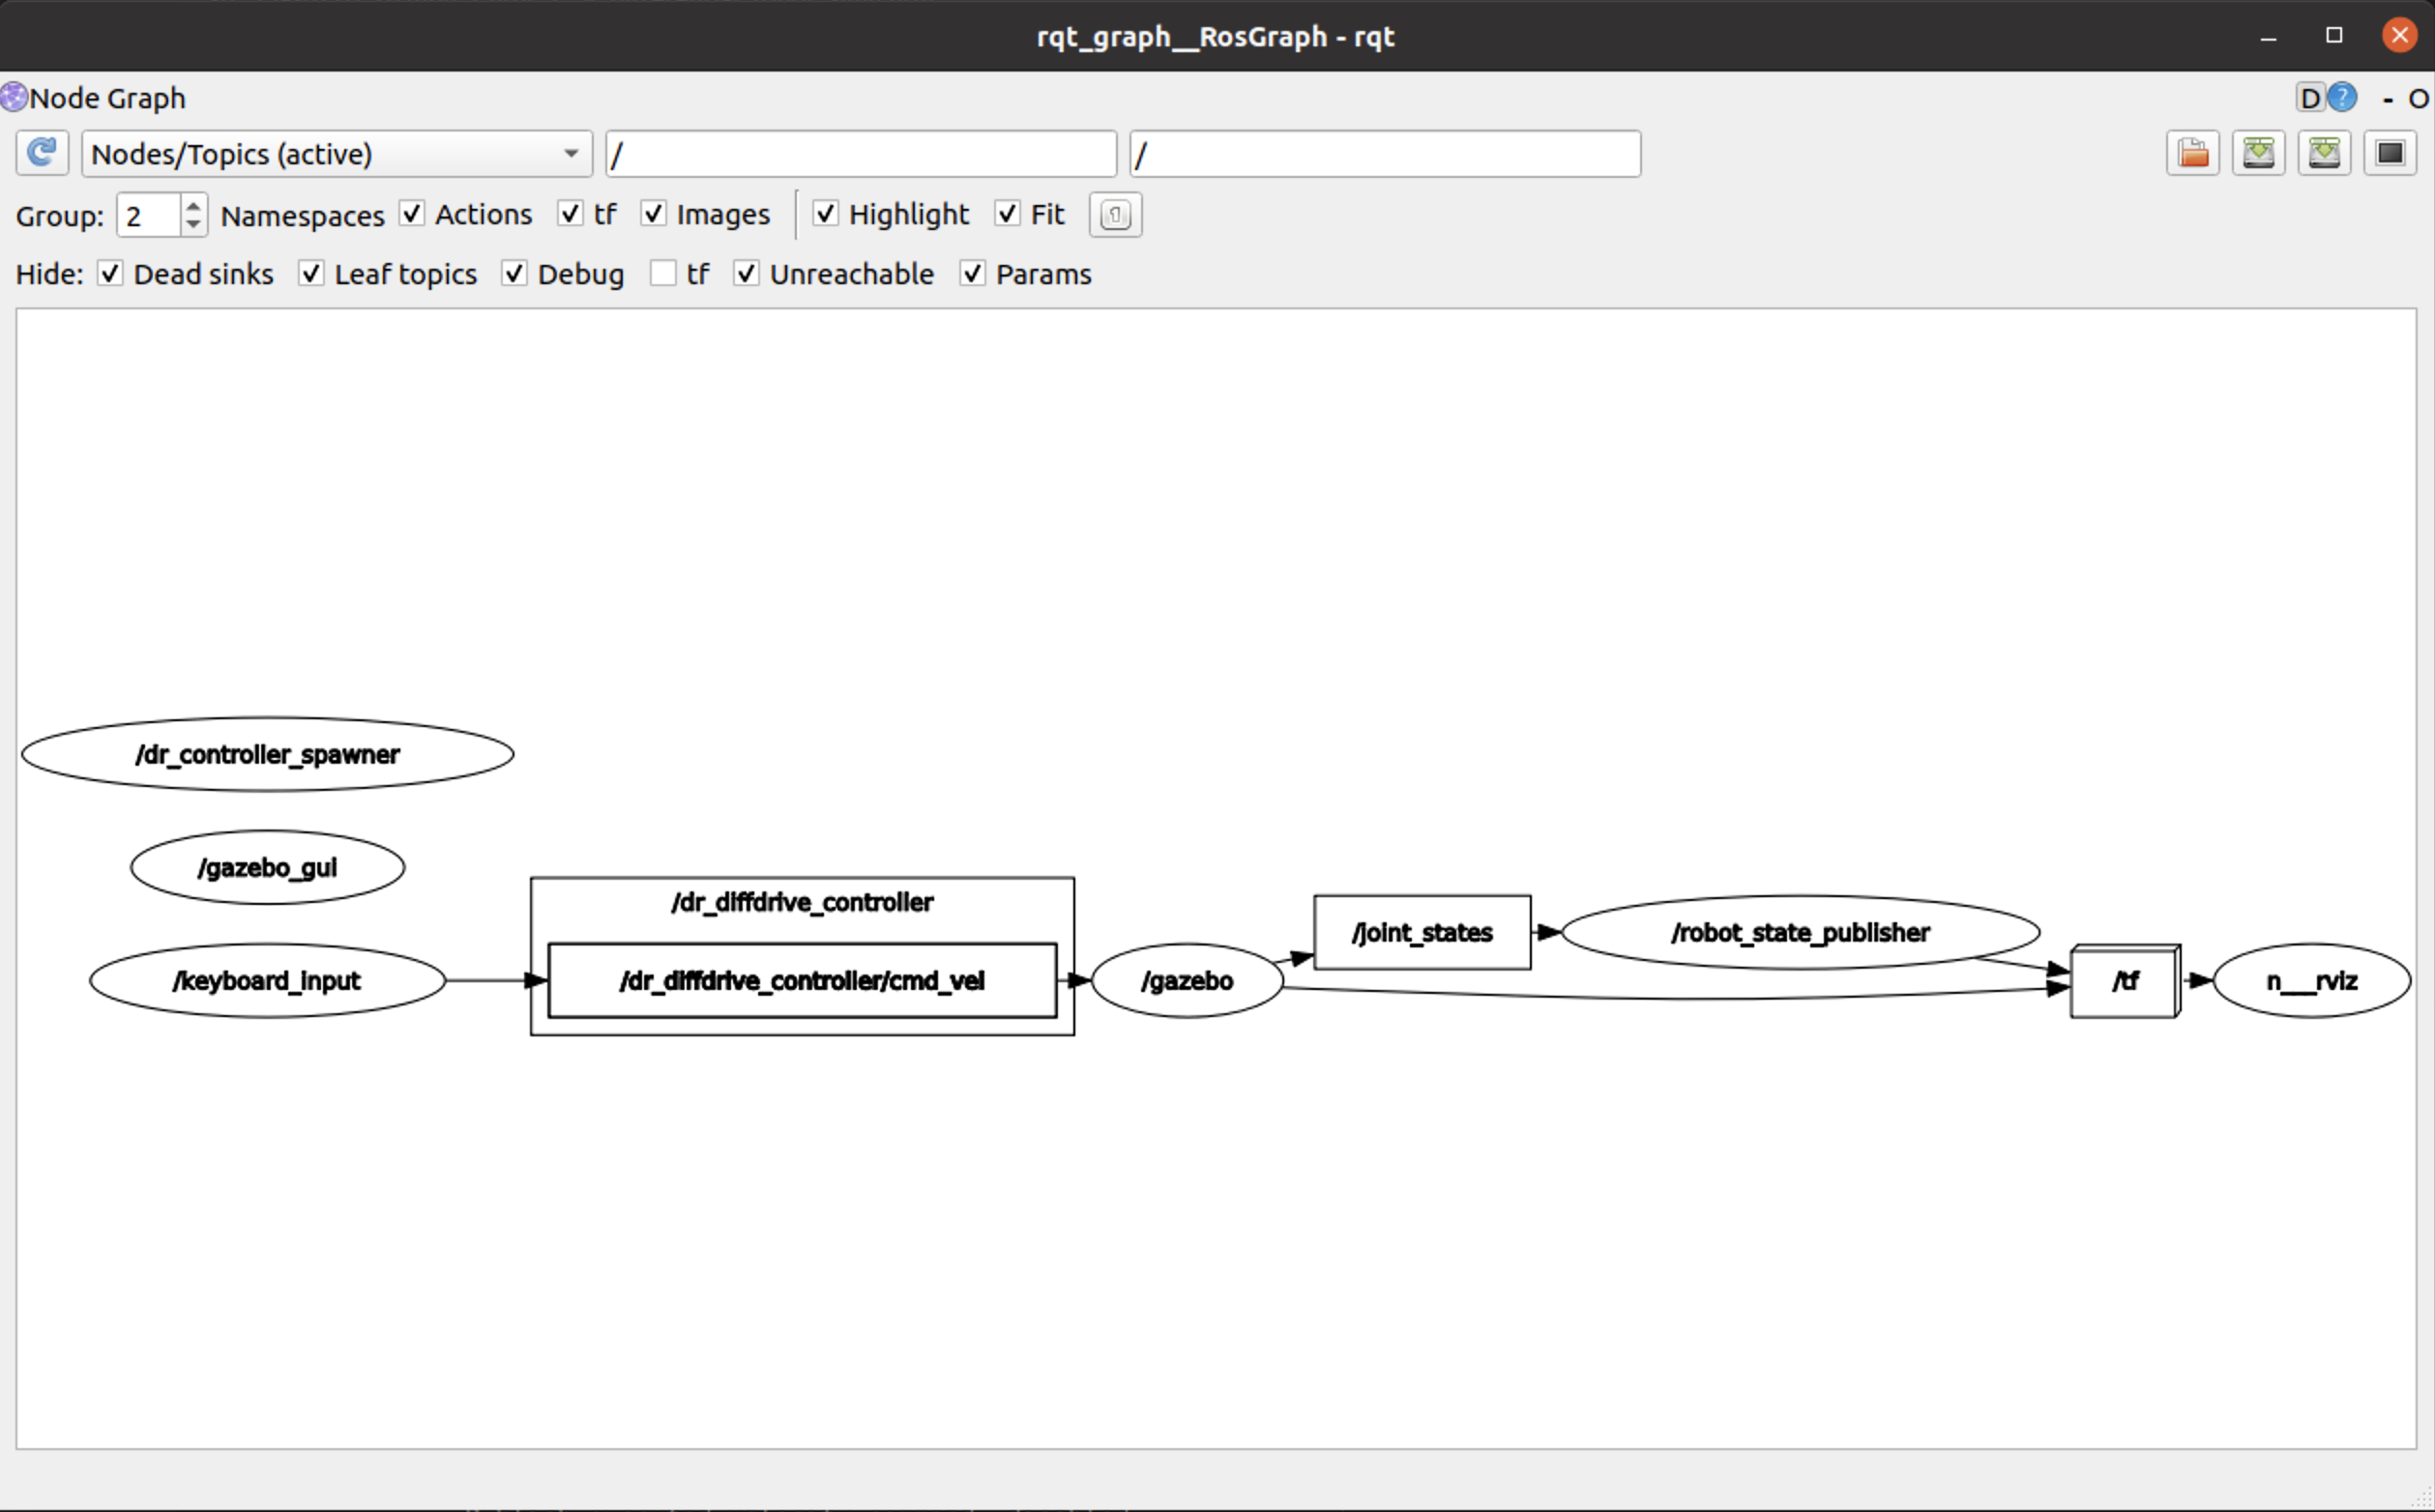 rqt_graph__RosGraph - rqt
Node Graph
D ? - O
Nodes/Topics (active) / /
Group: 2 Namespaces Actions tf Images Highlight Fit
Hide: Dead sinks Leaf topics Debug tf Unreachable Params
/dr_controller_spawner
/gazebo_gui
/dr_diffdrive_controller
/keyboard_input
/dr_diffdrive_controller/cmd_vel
/gazebo
/joint_states
/robot_state_publisher
/tf
n___rviz